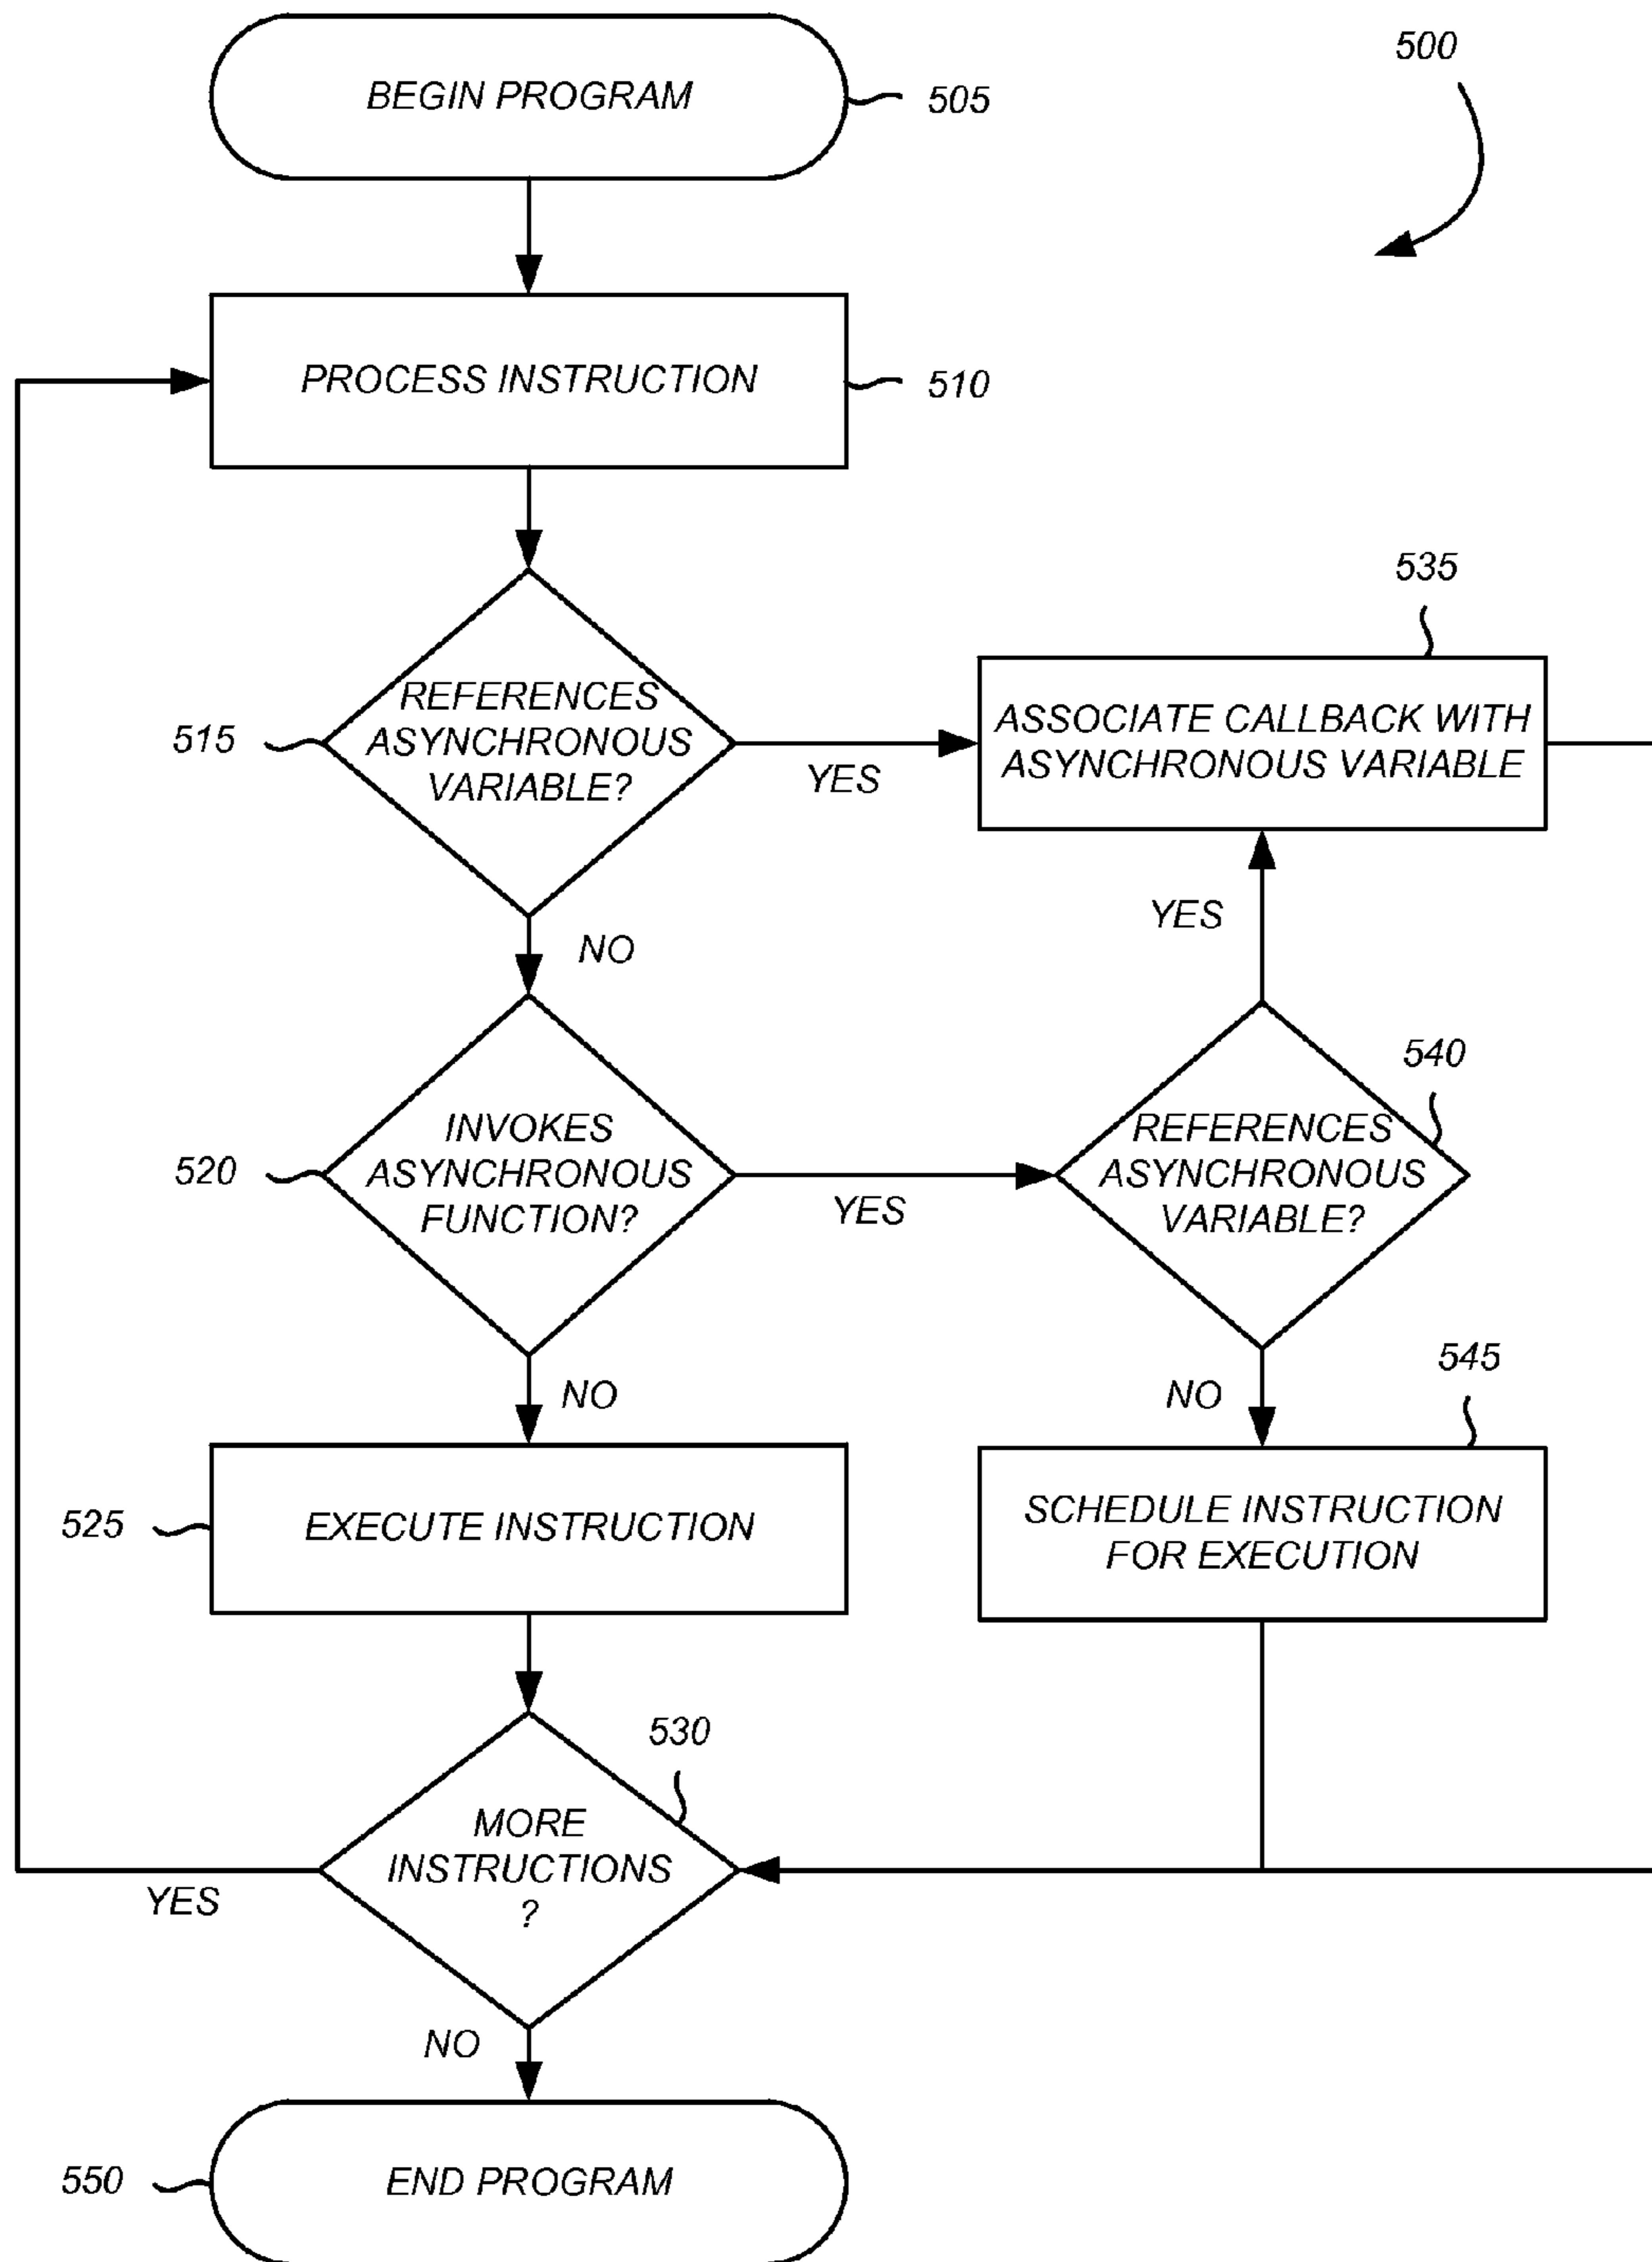 500
BEGIN PROGRAM
505
PROCESS INSTRUCTION
510
535
REFERENCES
ASYNCHRONOUS
VARIABLE?
515
YES
ASSOCIATE CALLBACK WITH
ASYNCHRONOUS VARIABLE
NO
YES
540
INVOKES
ASYNCHRONOUS
FUNCTION?
520
YES
REFERENCES
ASYNCHRONOUS
VARIABLE?
545
NO
NO
525
EXECUTE INSTRUCTION
SCHEDULE INSTRUCTION
FOR EXECUTION
530
MORE
INSTRUCTIONS
?
YES
NO
550
END PROGRAM